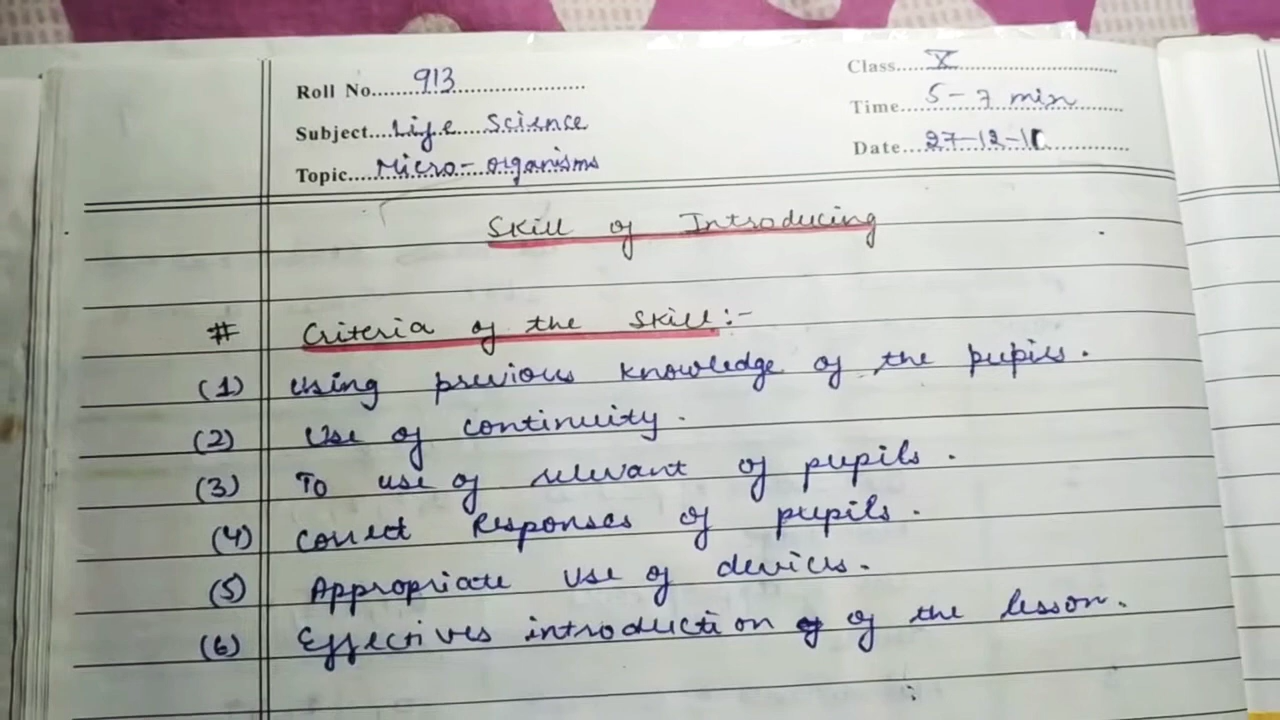 Roll No. 913
Class X
Subject Life Science
Time 5-7 min
Topic Micro-organisms
Date 27-12-1
Skill of Introducing
# Criteria of the Skill:-
(1) Using previous knowledge of the pupils.
(2) Use of continuity.
(3) To use of relevant of pupils.
(4) Correct Responses of pupils.
(5) Appropriate use of devices.
(6) Effectives introduction of of the lesson.